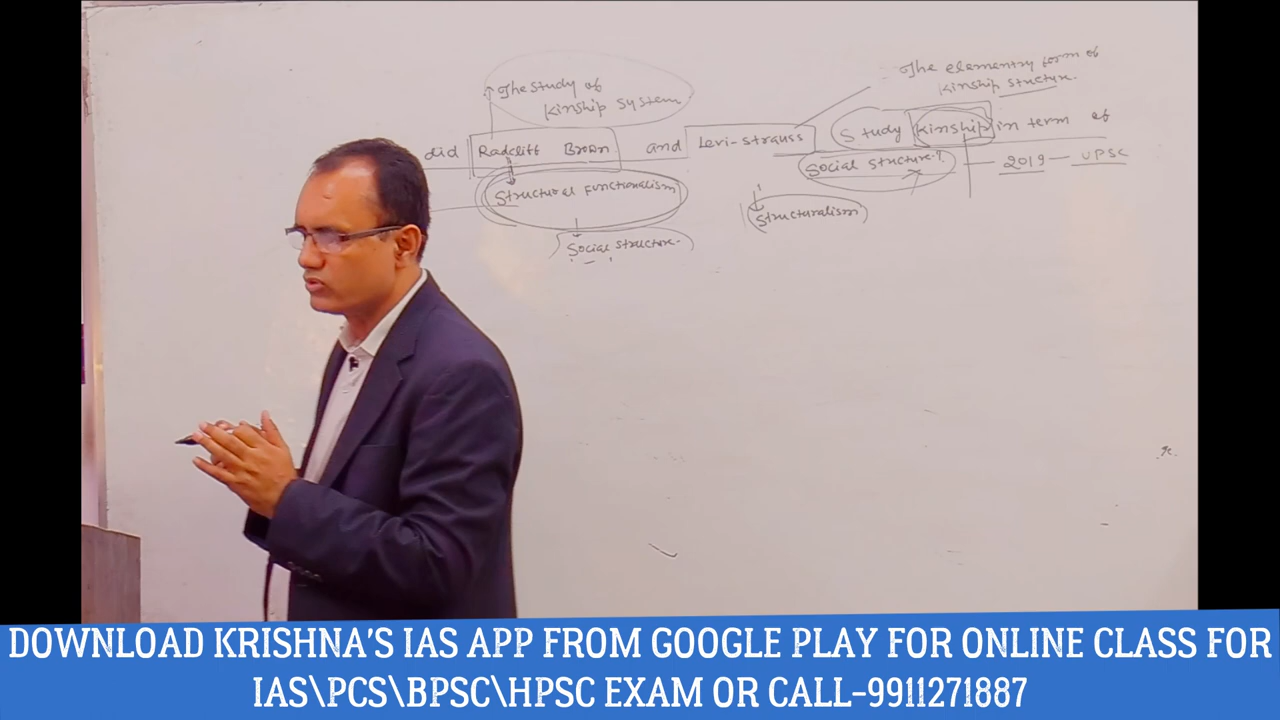 The study of
Kinship System
The elementry form of
Kinship structure.
did Radcliff Brown and Levi-Strauss Study kinship in term of
Social structure? — 2019 — UPSC
Structural Functionalism
Structuralism
Social structure.
DOWNLOAD KRISHNA'S IAS APP FROM GOOGLE PLAY FOR ONLINE CLASS FOR
IAS\PCS\BPSC\HPSC EXAM OR CALL-9911271887